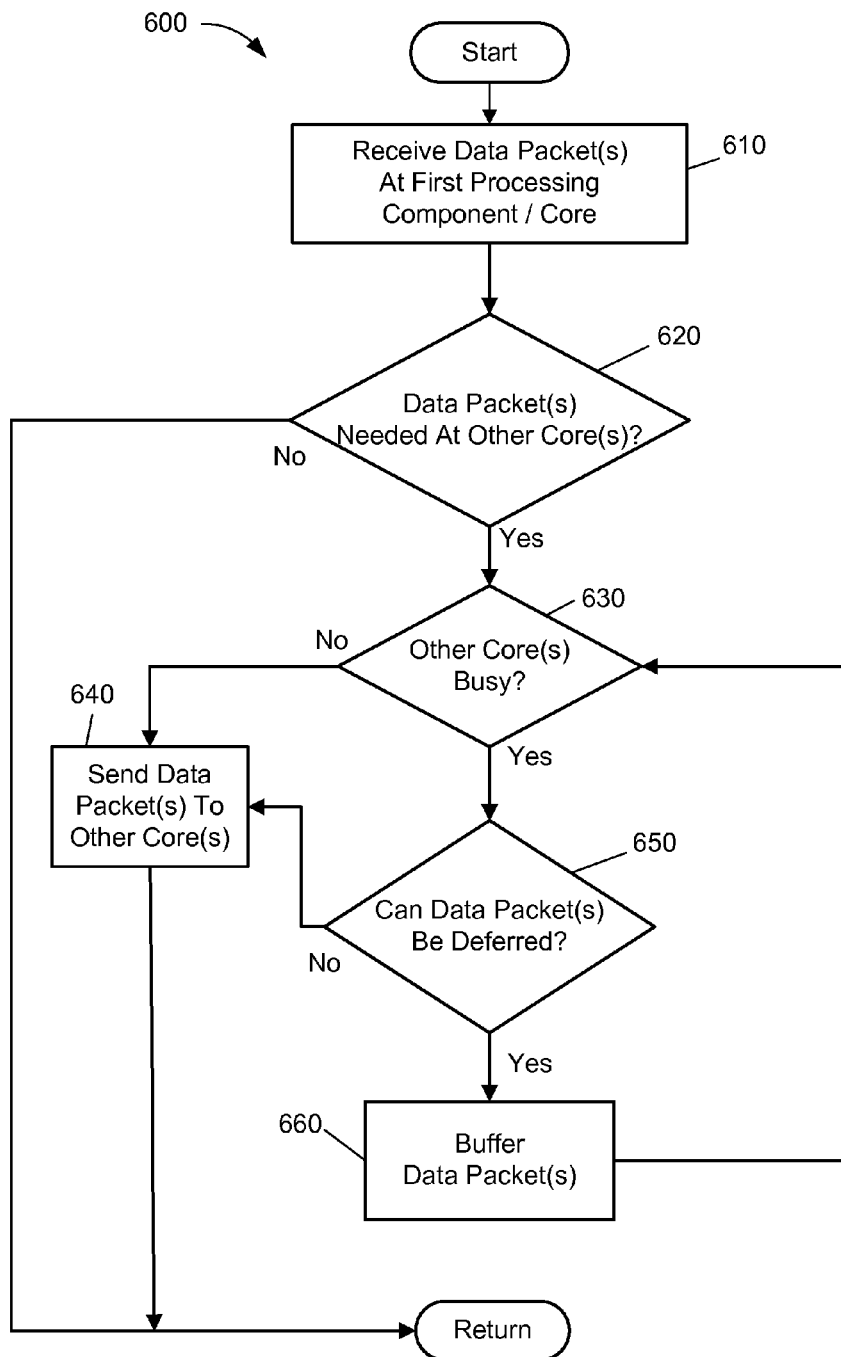 600
Start
Receive Data Packet(s)
At First Processing
Component / Core
610
620
Data Packet(s)
Needed At Other Core(s)?
No
Yes
630
No
Other Core(s)
Busy?
640
Yes
Send Data
Packet(s) To
Other Core(s)
650
Can Data Packet(s)
Be Deferred?
No
Yes
660
Buffer
Data Packet(s)
Return